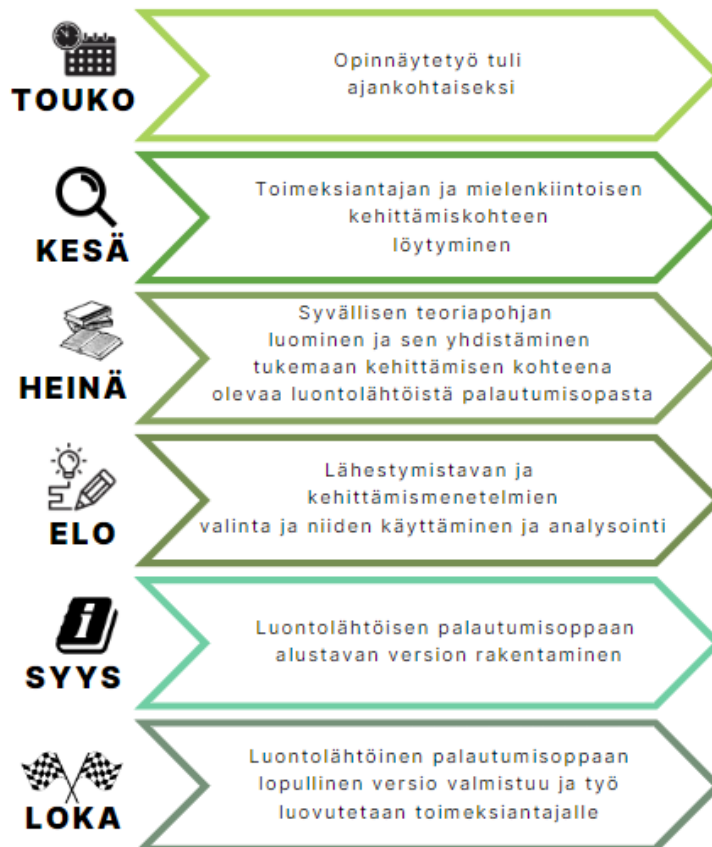 TOUKO
Opinnäytetyö tuli
ajankohtaiseksi
KESÄ
Toimeksiantajan ja mielenkiintoisen
kehittämiskohteen
löytyminen
HEINÄ
Syvällisen teoriapohjan
luominen ja sen yhdistäminen
tukemaan kehittämisen kohteena
olevaa luontolähtöistä palautumisopasta
ELO
Lähestymistavan ja
kehittämismenetelmien
valinta ja niiden käyttäminen ja analysointi
i
SYYS
Luontolähtöisen palautumisoppaan
alustavan version rakentaminen
LOKA
Luontolähtöinen palautumisoppaan
lopullinen versio valmistuu ja työ
luovutetaan toimeksiantajalle